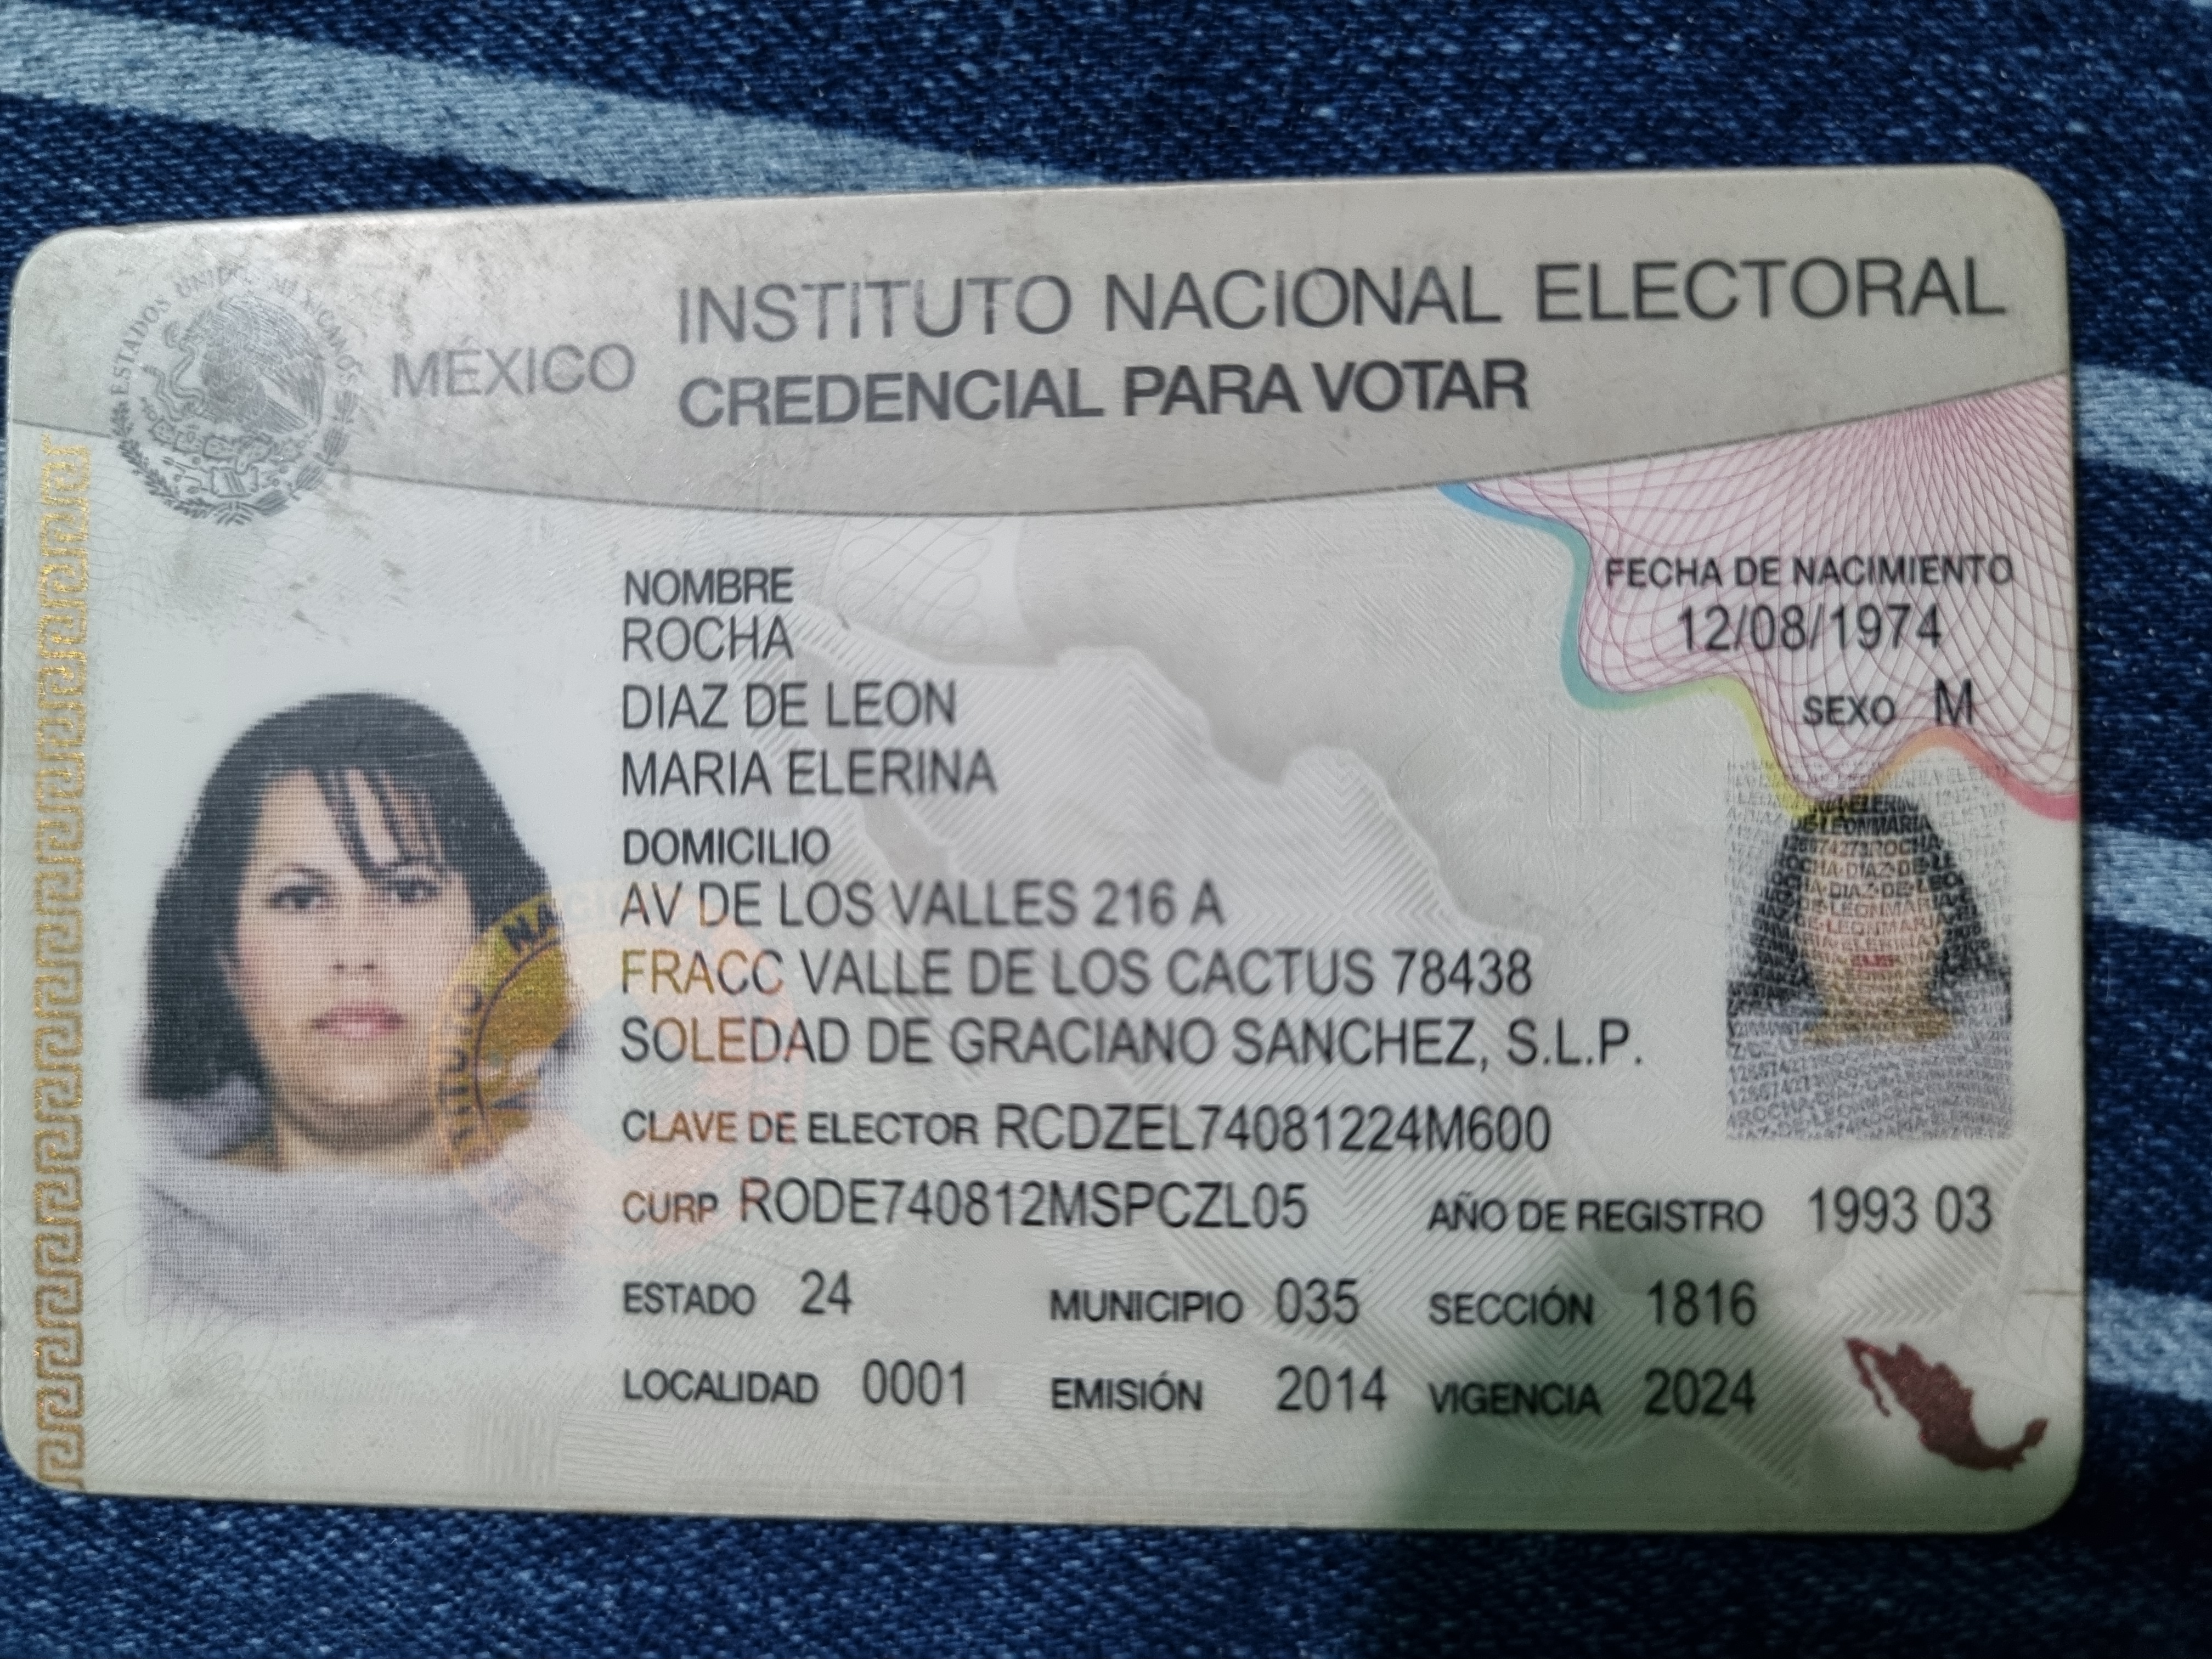 ESTADOS UNIDOS MEXICANOS
MÉXICO
INSTITUTO NACIONAL ELECTORAL
CREDENCIAL PARA VOTAR
NOMBRE
ROCHA
DIAZ DE LEON
MARIA ELERINA
FECHA DE NACIMIENTO
12/08/1974
SEXO M
DOMICILIO
AV DE LOS VALLES 216 A
FRACC VALLE DE LOS CACTUS 78438
SOLEDAD DE GRACIANO SANCHEZ, S.L.P.
CLAVE DE ELECTOR RCDZEL74081224M600
CURP RODE740812MSPCZL05
AÑO DE REGISTRO 1993 03
ESTADO 24
MUNICIPIO 035
SECCIÓN 1816
LOCALIDAD 0001
EMISIÓN 2014
VIGENCIA 2024